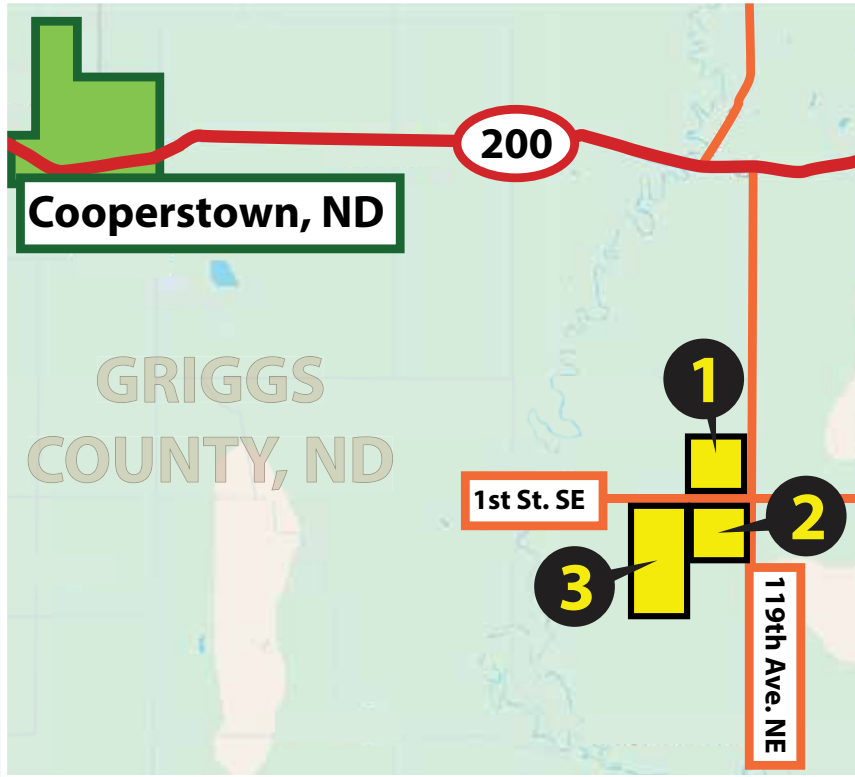 200
Cooperstown, ND
GRIGGS
COUNTY, ND
1
1st St. SE
2
3
119th Ave. NE